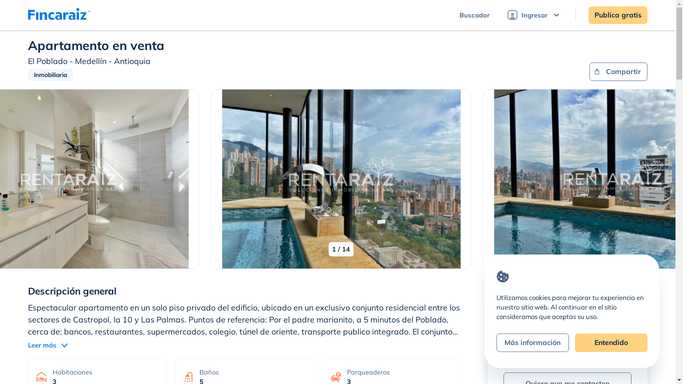 Fincaraiz
Buscador
Ingresar
Publica gratis
Apartamento en venta
El Poblado - Medellín - Antioquia
Inmobiliaria
Compartir
RENTARAÍZ
RENTARAÍZ
RENTARAÍZ
1 / 14
Descripción general
Espectacular apartamento en un solo piso privado del edificio, ubicado en un exclusivo conjunto residencial entre los
sectores de Castropol, la 10 y Las Palmas. Puntos de referencia: Por el padre marianito, a 5 minutos del Poblado,
cerca de: bancos, restaurantes, supermercados, colegio, túnel de oriente, transporte publico integrado. El conjunto...
Leer más
Habitaciones
3
Baños
5
Parqueaderos
3
Utilizamos cookies para mejorar tu experiencia en
nuestro sitio web. Al continuar en el sitio
consideramos que aceptas su uso.
Más información
Entendido
Quiero que me contacten